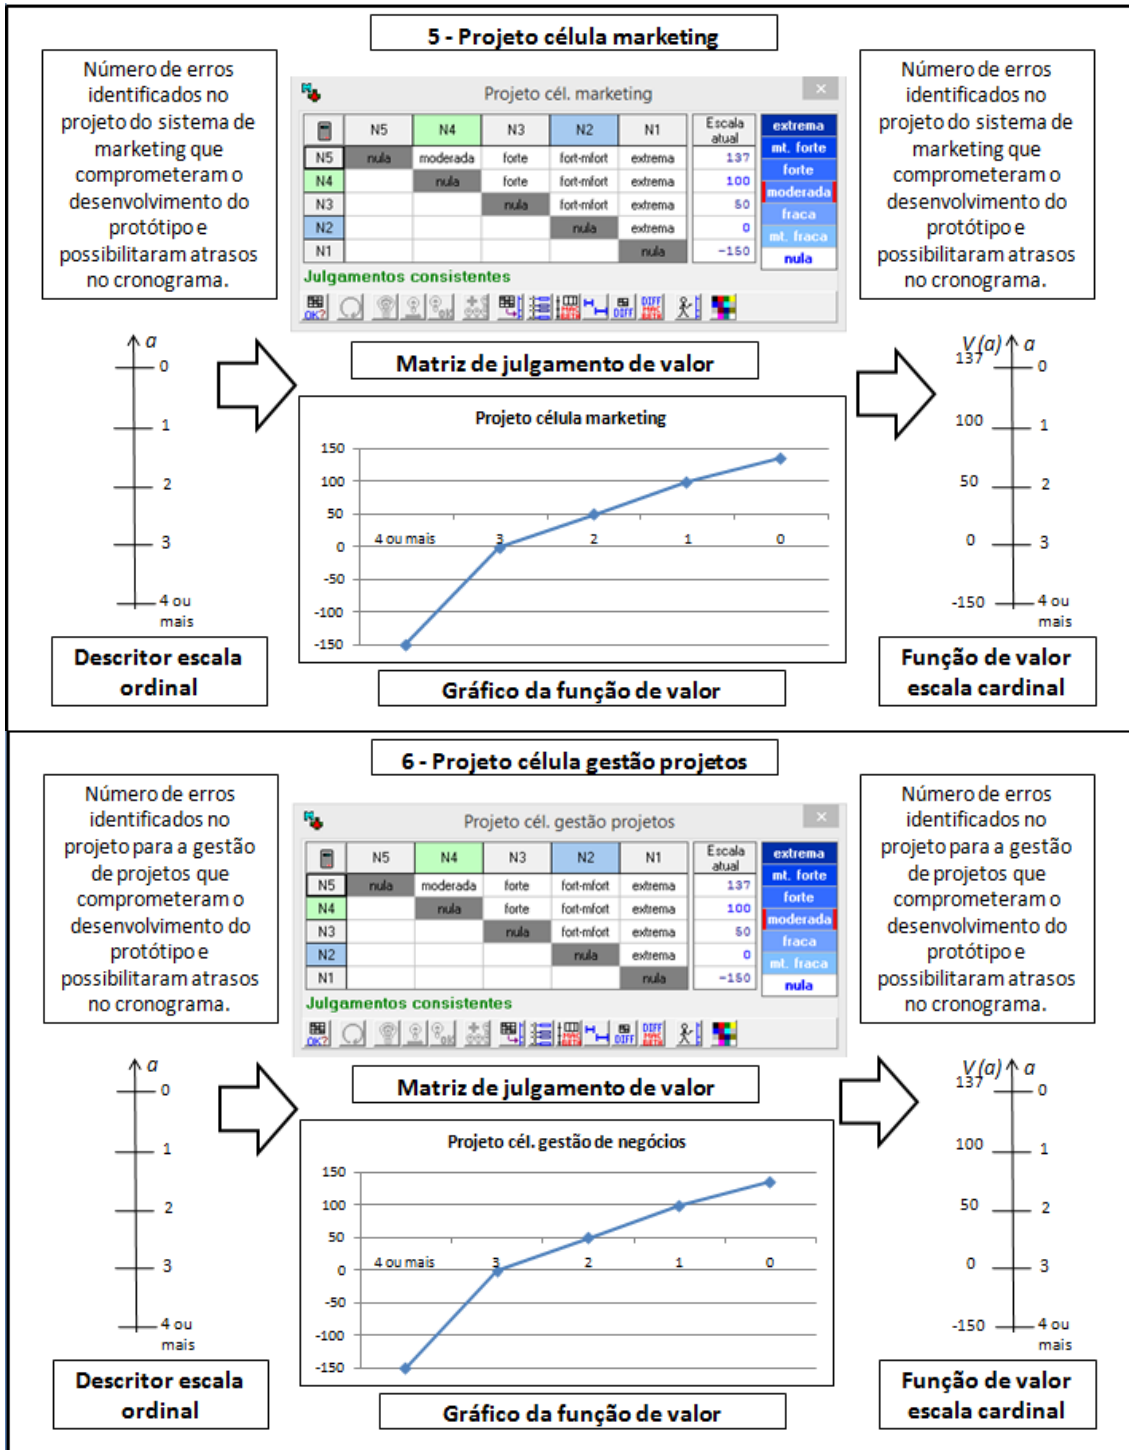 5 - Projeto célula marketing
Número de erros
identificados no
projeto do sistema de
marketing que
comprometeram o
desenvolvimento do
protótipo e
possibilitaram atrasos
no cronograma.
Projeto cél. marketing
N5 N4 N3 N2 N1 Escala atual
N5 nula moderada forte fort-mfort extrema 137
N4 nula forte fort-mfort extrema 100
N3 nula fort-mfort extrema 50
N2 nula extrema 0
N1 nula -150
extrema
mt. forte
forte
moderada
fraca
mt. fraca
nula
Julgamentos consistentes
OK?
DIFF
DIFF
Número de erros
identificados no
projeto do sistema de
marketing que
comprometeram o
desenvolvimento do
protótipo e
possibilitaram atrasos
no cronograma.
a
0
1
2
3
4 ou
mais
Descritor escala
ordinal
Matriz de julgamento de valor
Projeto célula marketing
150
100
50
0
-50
-100
-150
4 ou mais 3 2 1 0
Gráfico da função de valor
V(a) a
137 0
100 1
50 2
0 3
-150 4 ou
mais
Função de valor
escala cardinal
6 - Projeto célula gestão projetos
Número de erros
identificados no
projeto para a gestão
de projetos que
comprometeram o
desenvolvimento do
protótipo e
possibilitaram atrasos
no cronograma.
Projeto cél. gestão projetos
N5 N4 N3 N2 N1 Escala atual
N5 nula moderada forte fort-mfort extrema 137
N4 nula forte fort-mfort extrema 100
N3 nula fort-mfort extrema 50
N2 nula extrema 0
N1 nula -150
extrema
mt. forte
forte
moderada
fraca
mt. fraca
nula
Julgamentos consistentes
OK?
DIFF
DIFF
Número de erros
identificados no
projeto para a gestão
de projetos que
comprometeram o
desenvolvimento do
protótipo e
possibilitaram atrasos
no cronograma.
a
0
1
2
3
4 ou
mais
Descritor escala
ordinal
Matriz de julgamento de valor
Projeto cél. gestão de negócios
150
100
50
0
-50
-100
-150
4 ou mais 3 2 1 0
Gráfico da função de valor
V(a) a
137 0
100 1
50 2
0 3
-150 4 ou
mais
Função de valor
escala cardinal